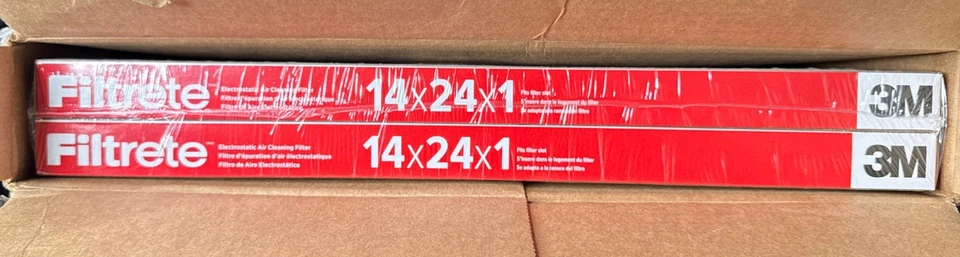 Filtrete
Electrostatic Air Cleaning Filter
Filtre d'épuration d'air électrostatique
Filtro de Aire Electrostático
14x24x1
Fits filter slot
S'insère dans le logement du filter
Se adapta a la ranura del filtro
3M
Filtrete
Electrostatic Air Cleaning Filter
Filtre d'épuration d'air électrostatique
Filtro de Aire Electrostático
14x24x1
Fits filter slot
S'insère dans le logement du filter
Se adapta a la ranura del filtro
3M